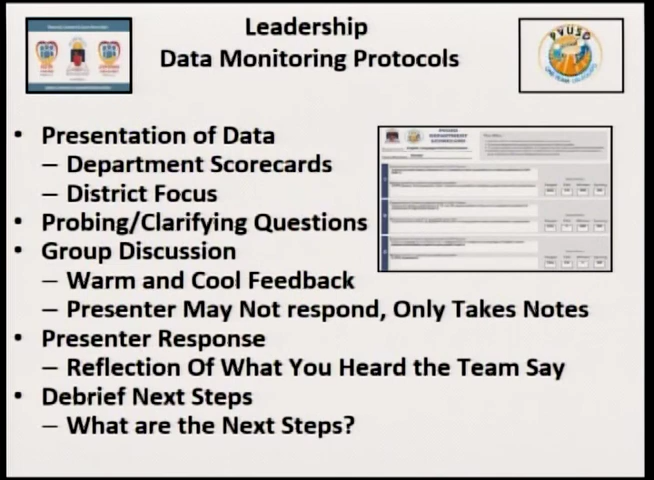 Leadership
Data Monitoring Protocols
PVUSD
• Presentation of Data
– Department Scorecards
– District Focus
• Probing/Clarifying Questions
• Group Discussion
– Warm and Cool Feedback
– Presenter May Not respond, Only Takes Notes
• Presenter Response
– Reflection Of What You Heard the Team Say
• Debrief Next Steps
– What are the Next Steps?